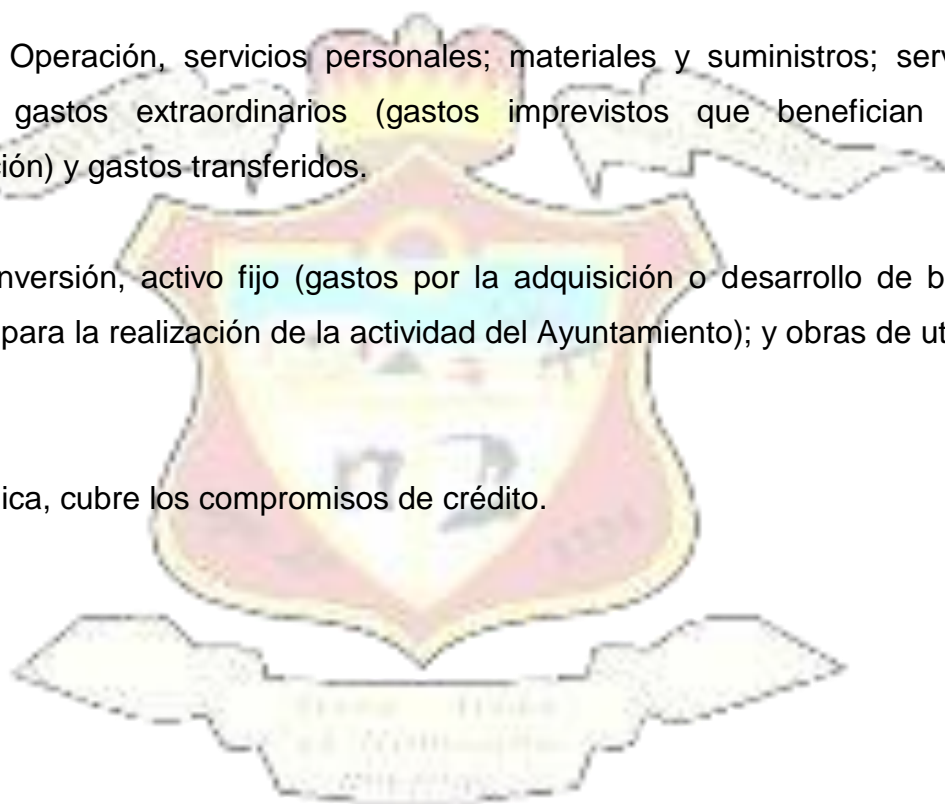 Operación, servicios personales; materiales y suministros; serv
gastos extraordinarios (gastos imprevistos que benefician
ción) y gastos transferidos.
nversión, activo fijo (gastos por la adquisición o desarrollo de b
para la realización de la actividad del Ayuntamiento); y obras de ut
ica, cubre los compromisos de crédito.